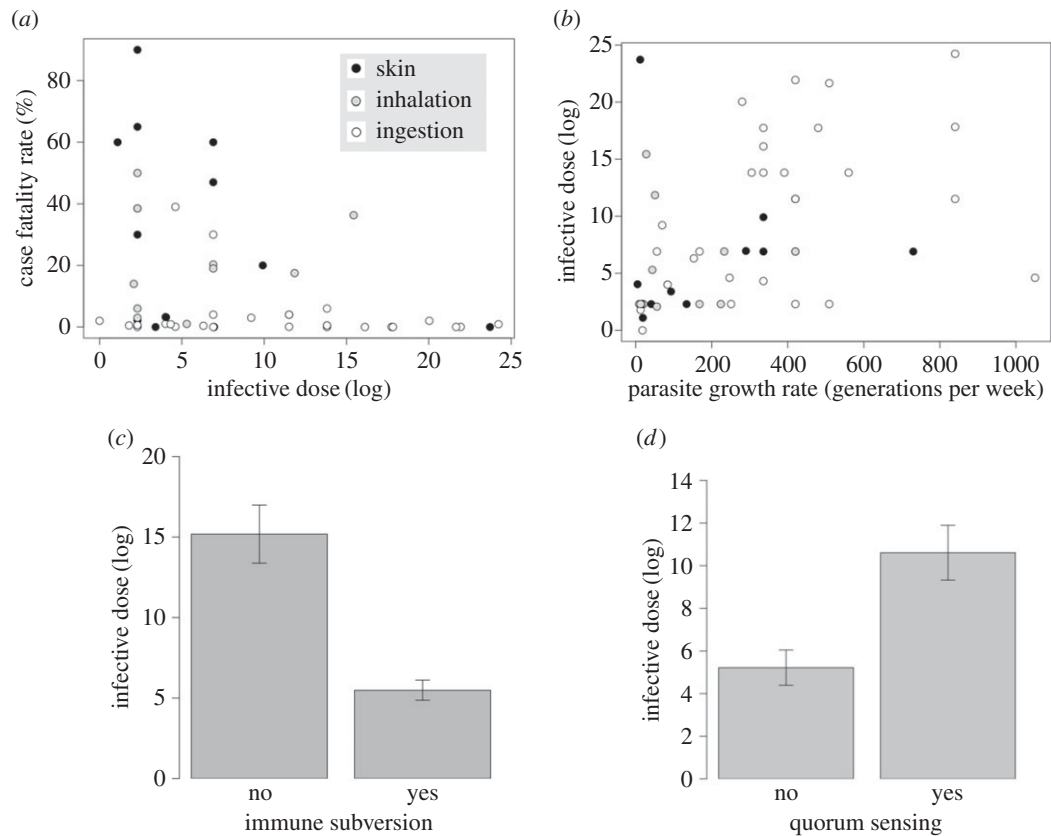 (a)
case fatality rate (%)
80
60
40
20
0
skin
inhalation
ingestion
0 5 10 15 20 25
infective dose (log)
(b)
infective dose (log)
25
20
15
10
5
0
0 200 400 600 800 1000
parasite growth rate (generations per week)
(c)
infective dose (log)
20
15
10
5
0
no yes
immune subversion
(d)
infective dose (log)
14
12
10
8
6
4
2
0
no yes
quorum sensing